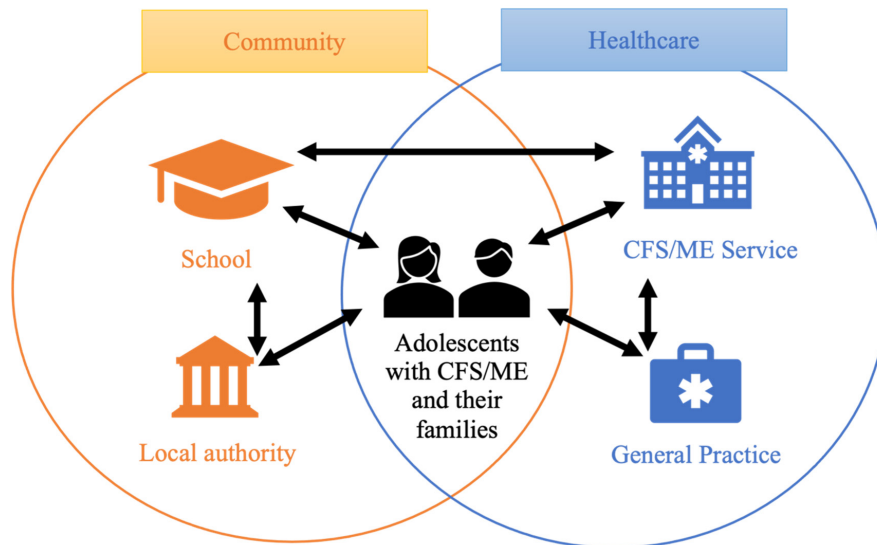 Community
Healthcare
School
CFS/ME Service
Adolescents
with CFS/ME
and their
families
Local authority
General Practice